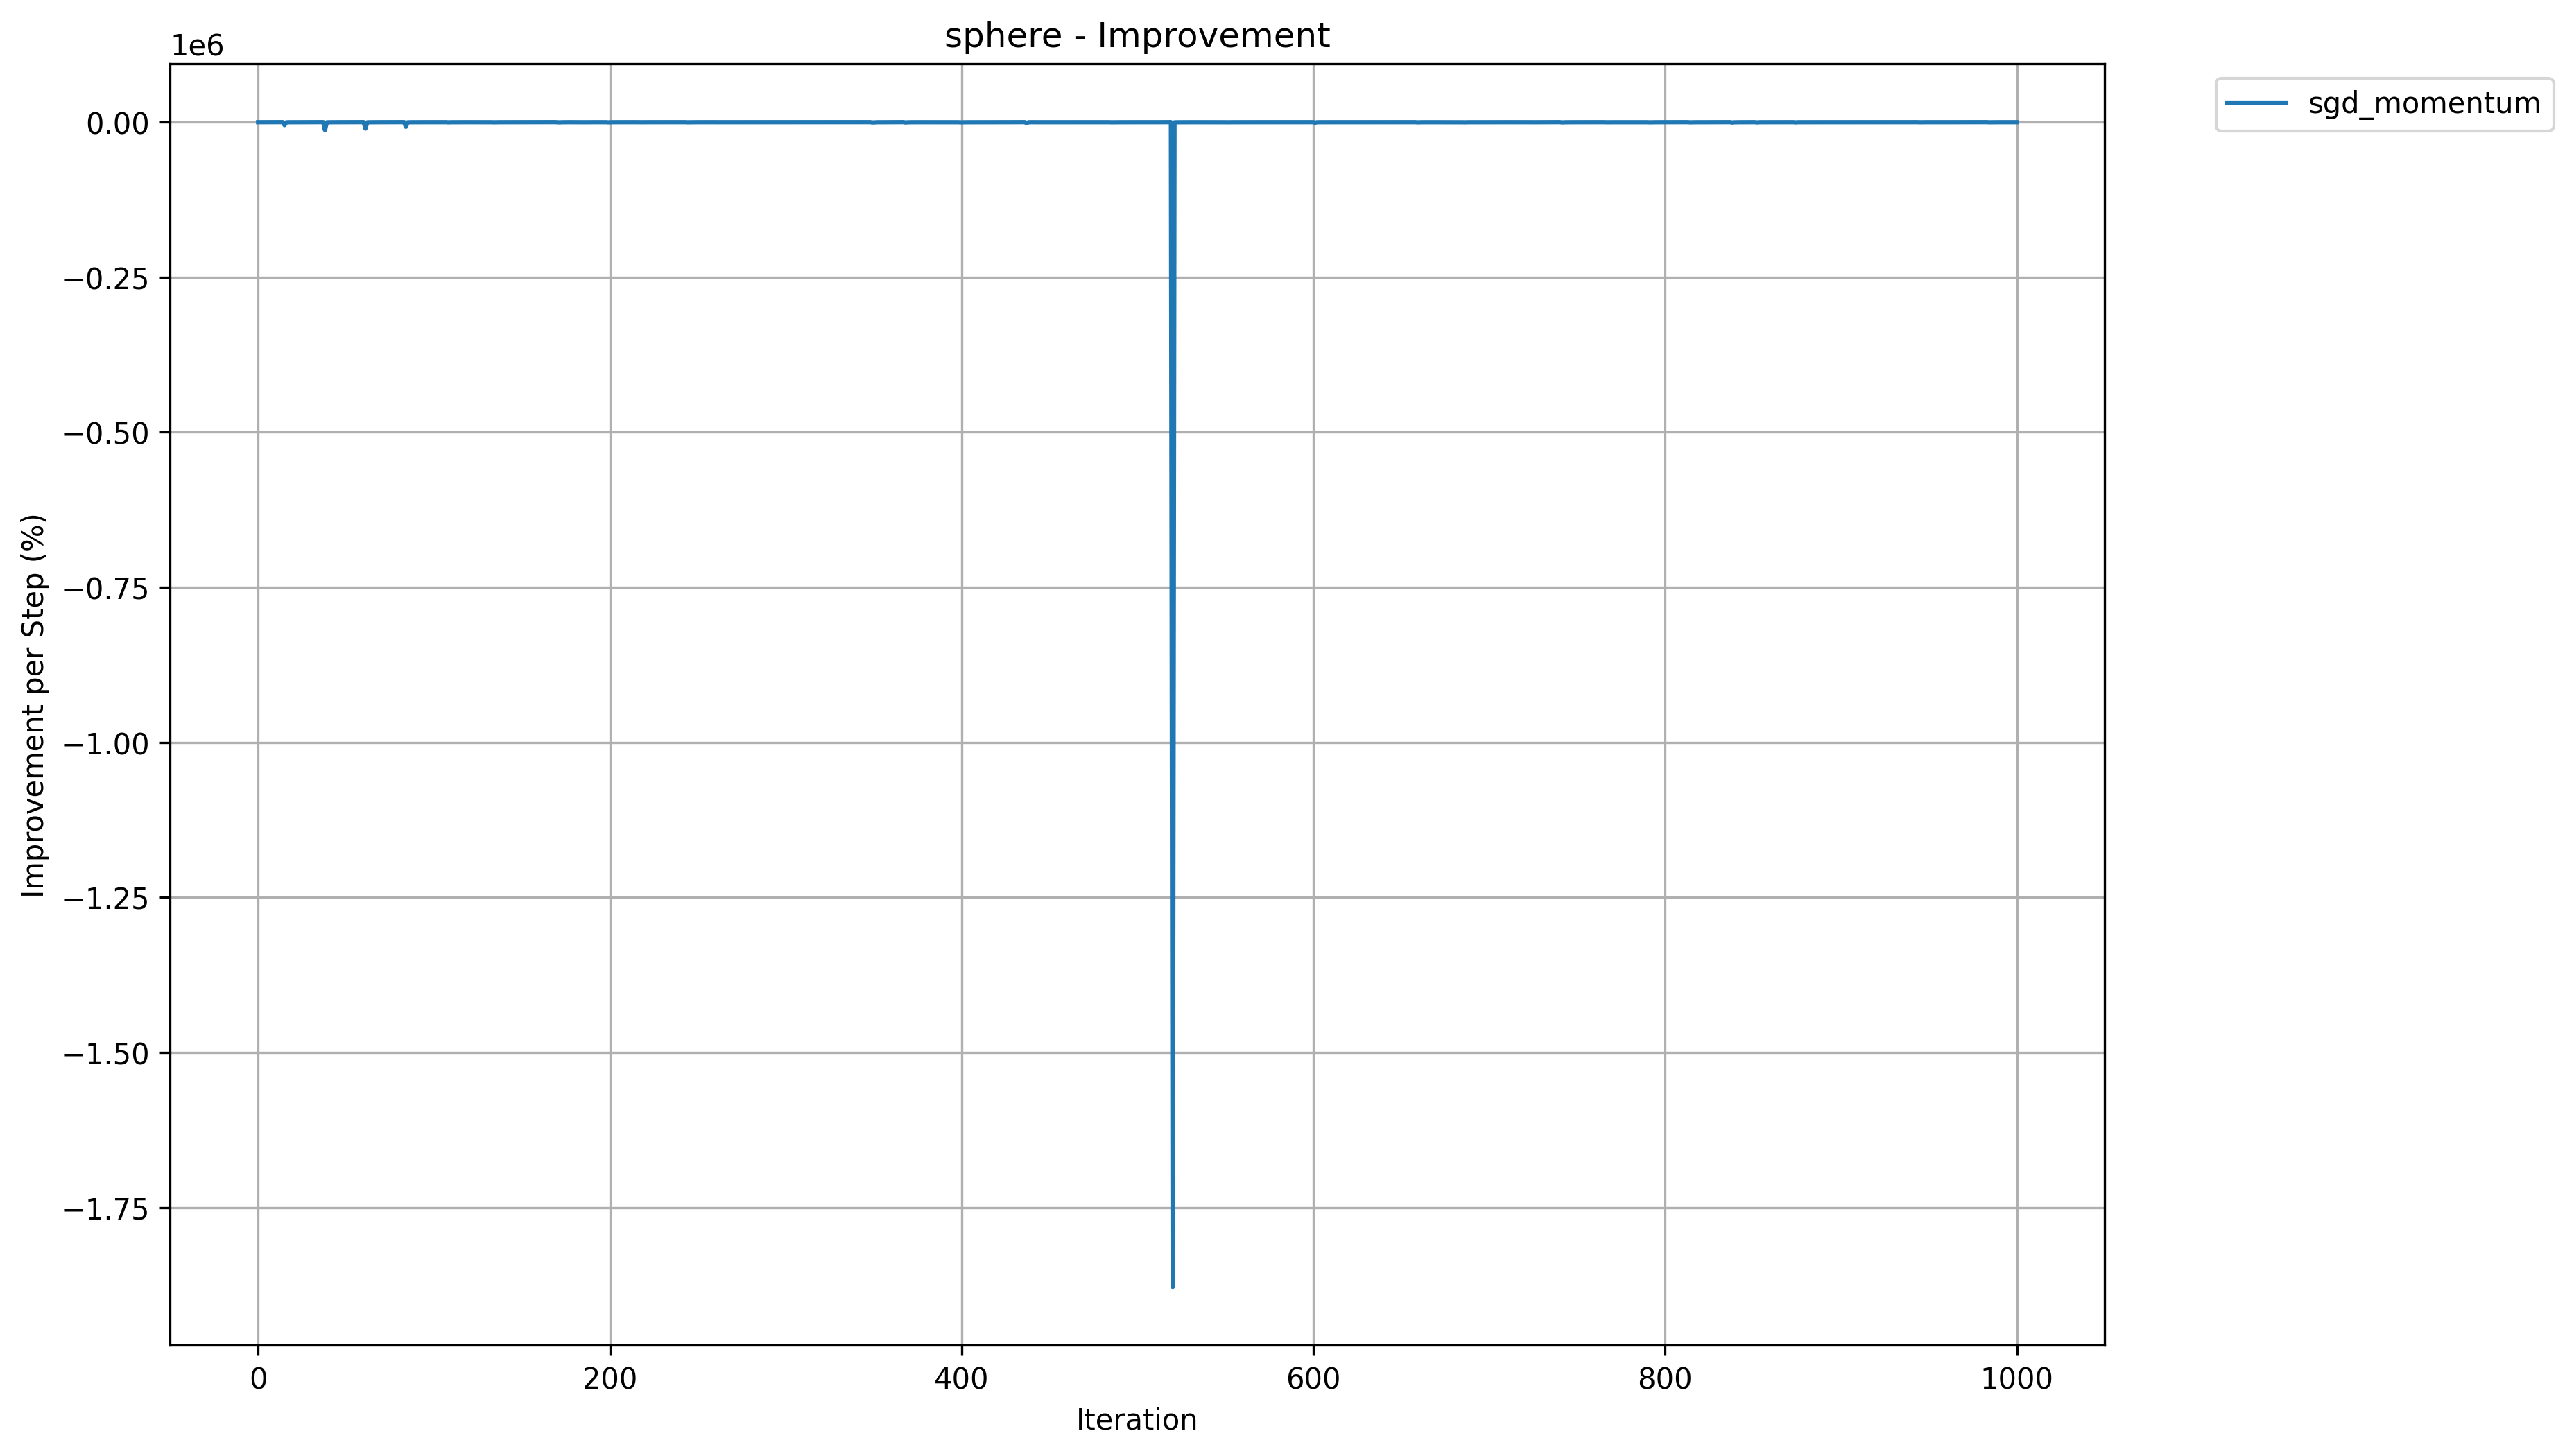 sphere - Improvement
1e6
0.00
−0.25
−0.50
−0.75
−1.00
−1.25
−1.50
−1.75
Improvement per Step (%)
0 200 400 600 800 1000
Iteration
sgd_momentum